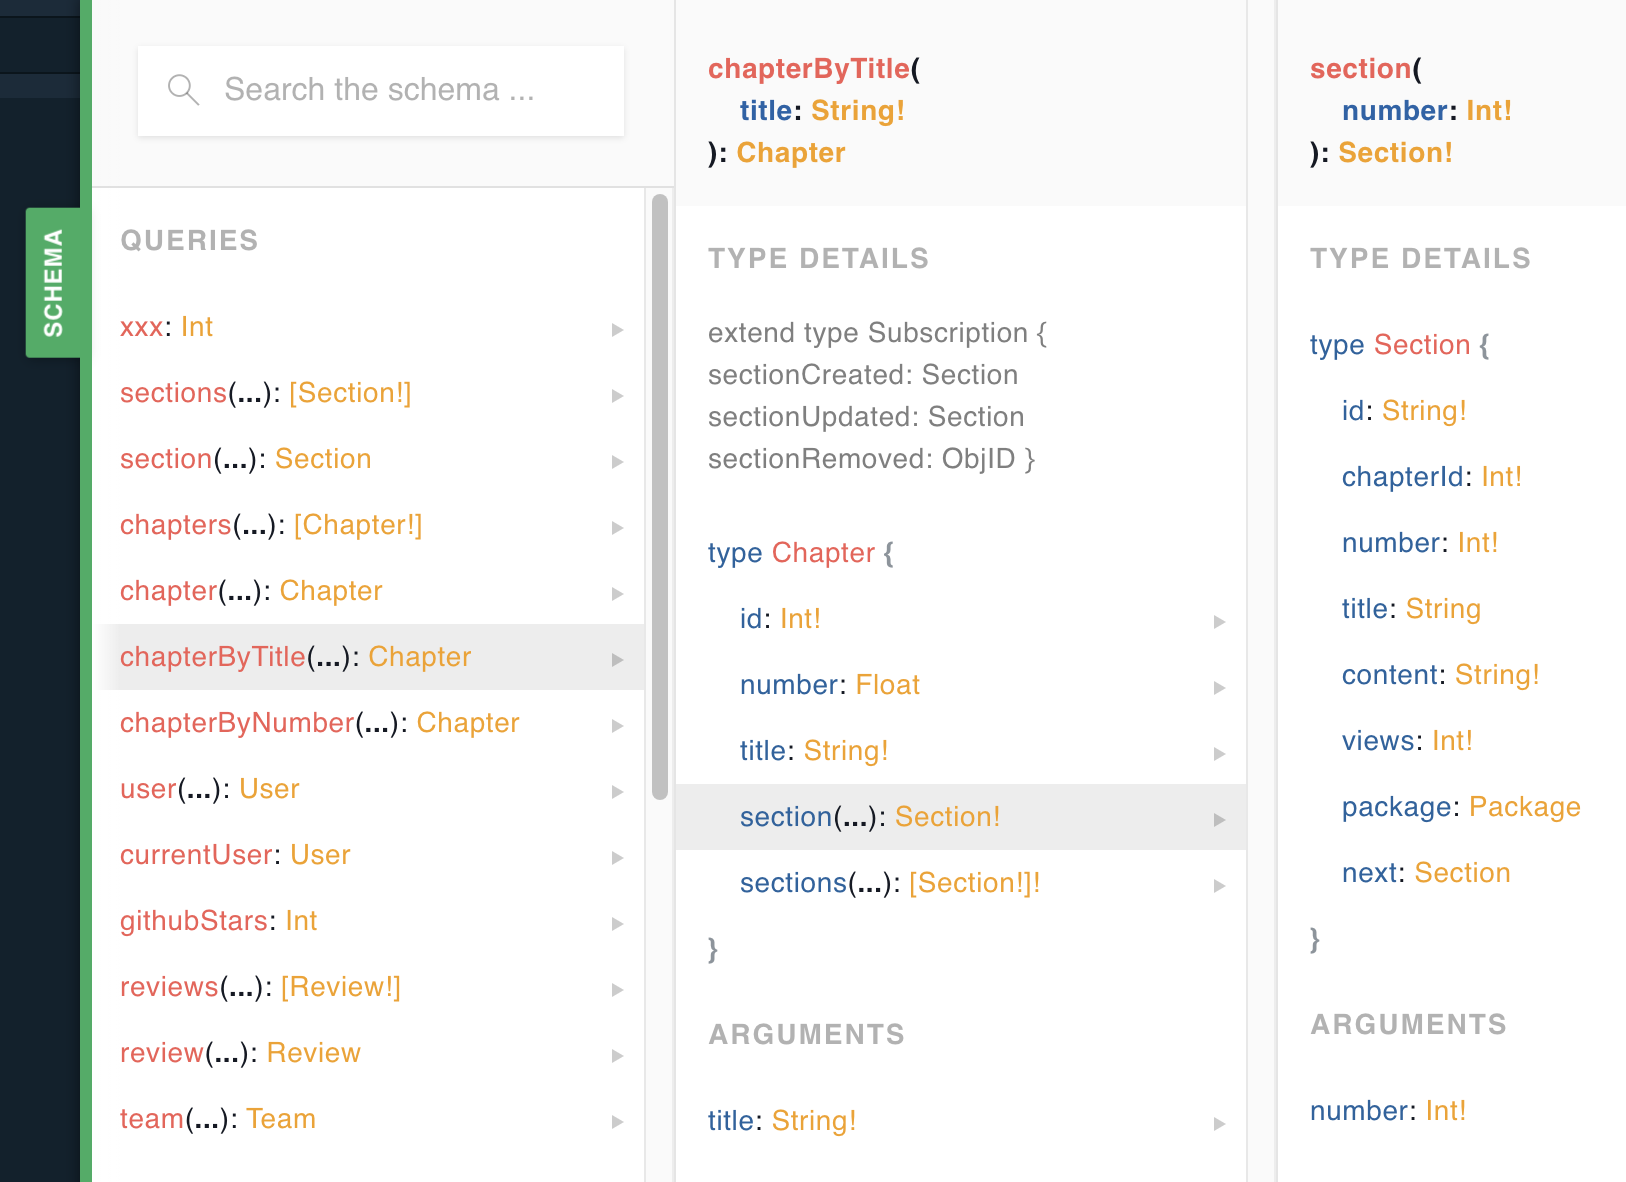 SCHEMA
Search the schema ...
QUERIES
xxx: Int
sections(...): [Section!]
section(...): Section
chapters(...): [Chapter!]
chapter(...): Chapter
chapterByTitle(...): Chapter
chapterByNumber(...): Chapter
user(...): User
currentUser: User
githubStars: Int
reviews(...): [Review!]
review(...): Review
team(...): Team
chapterByTitle(
title: String!
): Chapter
TYPE DETAILS
extend type Subscription {
sectionCreated: Section
sectionUpdated: Section
sectionRemoved: ObjID }
type Chapter {
id: Int!
number: Float
title: String!
section(...): Section!
sections(...): [Section!]!
}
ARGUMENTS
title: String!
section(
number: Int!
): Section!
TYPE DETAILS
type Section {
id: String!
chapterId: Int!
number: Int!
title: String
content: String!
views: Int!
package: Package
next: Section
}
ARGUMENTS
number: Int!